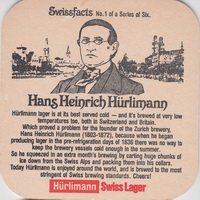 Swissfacts No.1 of a Series of Six.
Hans Heinrich Hürlimann
Hürlimann lager is at its best served cold – and it's brewed at very low
temperatures too, both in Switzerland and Britain.
Which proved a problem for the founder of the Zurich brewery,
Hans Heinrich Hürlimann (1803-1872), because when he began
producing lager in the pre-refrigeration days of 1836 there was no way to
keep the brewery vessels cold enough in the summer.
So he squeezed in an extra month's brewing by carting huge chunks of
ice down from the Swiss Alps and packing them into his cellars.
Today Hürlimann is enjoyed around the world, and is brewed to the most
stringent of Swiss brewing standards. Cheers!
Hürlimann Swiss Lager